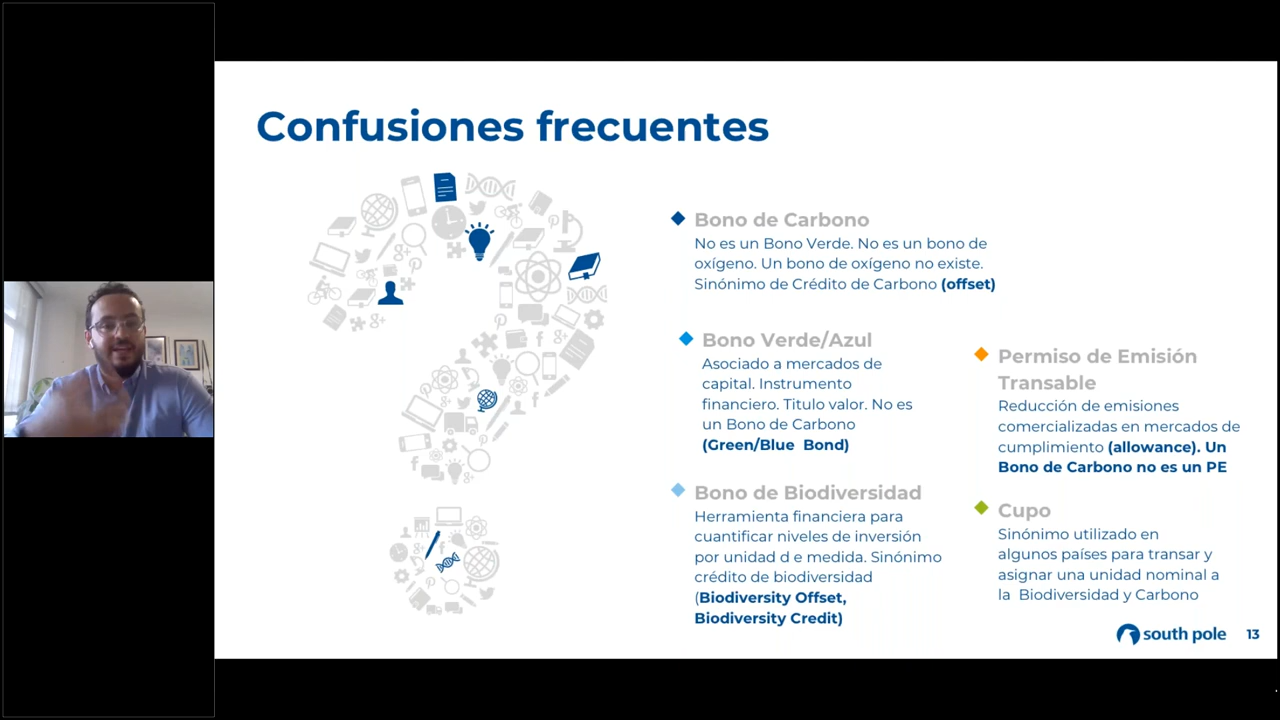 Confusiones frecuentes
Bono de Carbono
No es un Bono Verde. No es un bono de
oxígeno. Un bono de oxígeno no existe.
Sinónimo de Crédito de Carbono (offset)
Bono Verde/Azul
Asociado a mercados de
capital. Instrumento
financiero. Titulo valor. No es
un Bono de Carbono
(Green/Blue Bond)
Bono de Biodiversidad
Herramienta financiera para
cuantificar niveles de inversión
por unidad d e medida. Sinónimo
crédito de biodiversidad
(Biodiversity Offset,
Biodiversity Credit)
Permiso de Emisión
Transable
Reducción de emisiones
comercializadas en mercados de
cumplimiento (allowance). Un
Bono de Carbono no es un PE
Cupo
Sinónimo utilizado en
algunos países para transar y
asignar una unidad nominal a
la Biodiversidad y Carbono
south pole 13